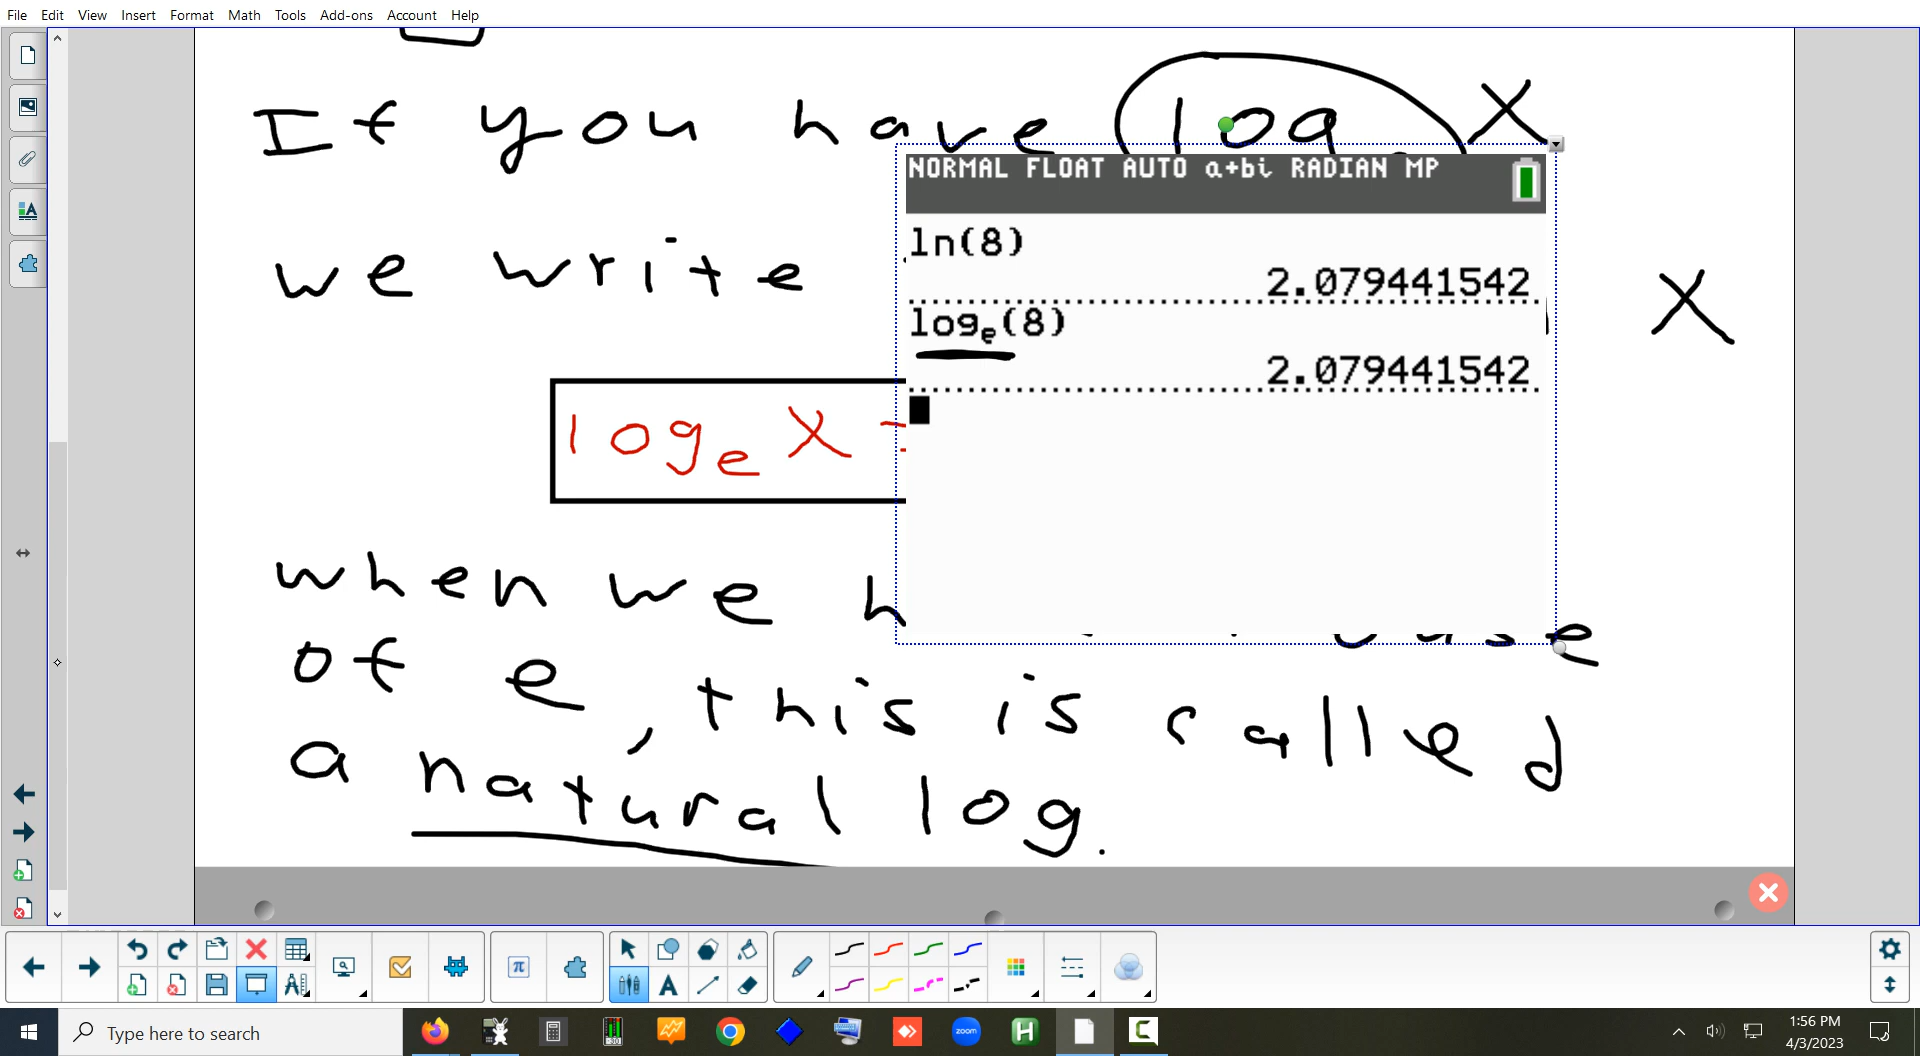 File Edit View Insert Format Math Tools Add-ons Account Help
If you have log X
we write X
NORMAL FLOAT AUTO a+bi RADIAN MP
ln(8)
2.079441542
logₑ(8)
2.079441542
logₑ X =
when we h
of e, this is called
a natural log.
π
A
Type here to search
zoom
H
C
1:56 PM
4/3/2023